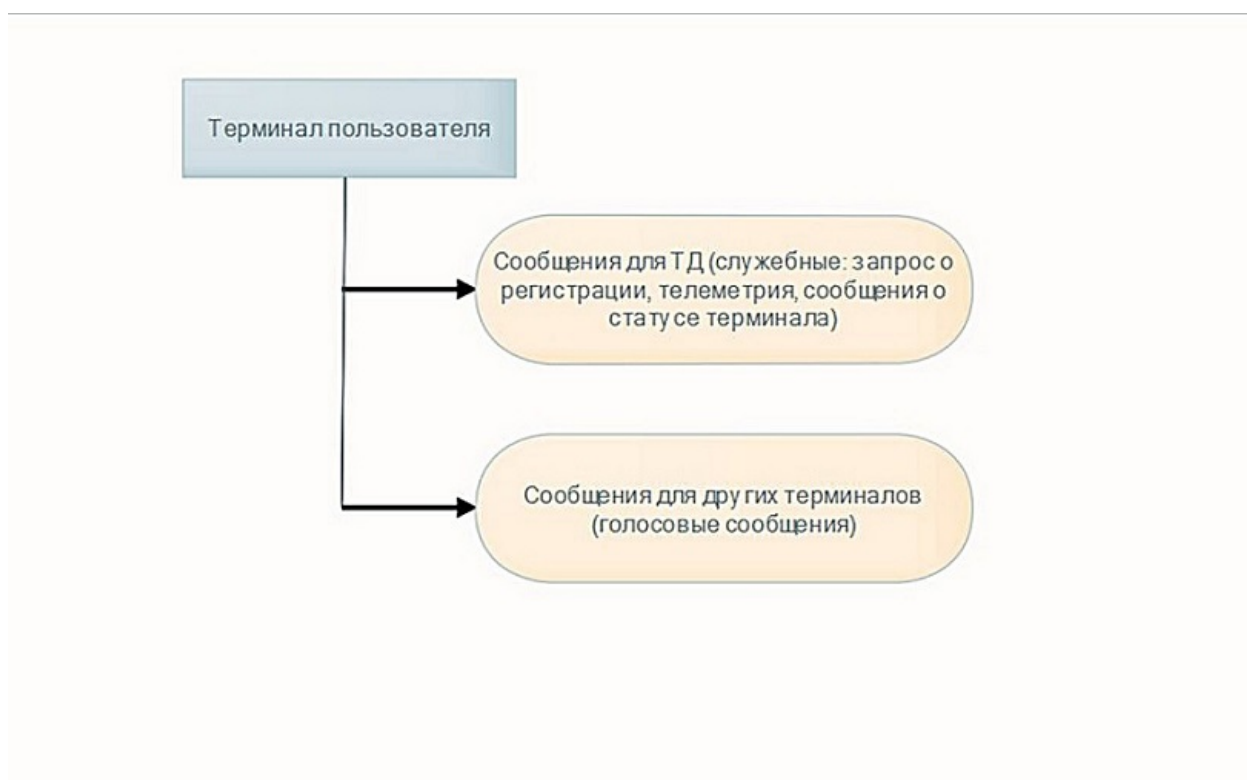 Терминал пользователя
Сообщения для ТД (служебные: запрос о
регистрации, телеметрия, сообщения о
статусе терминала)
Сообщения для других терминалов
(голосовые сообщения)